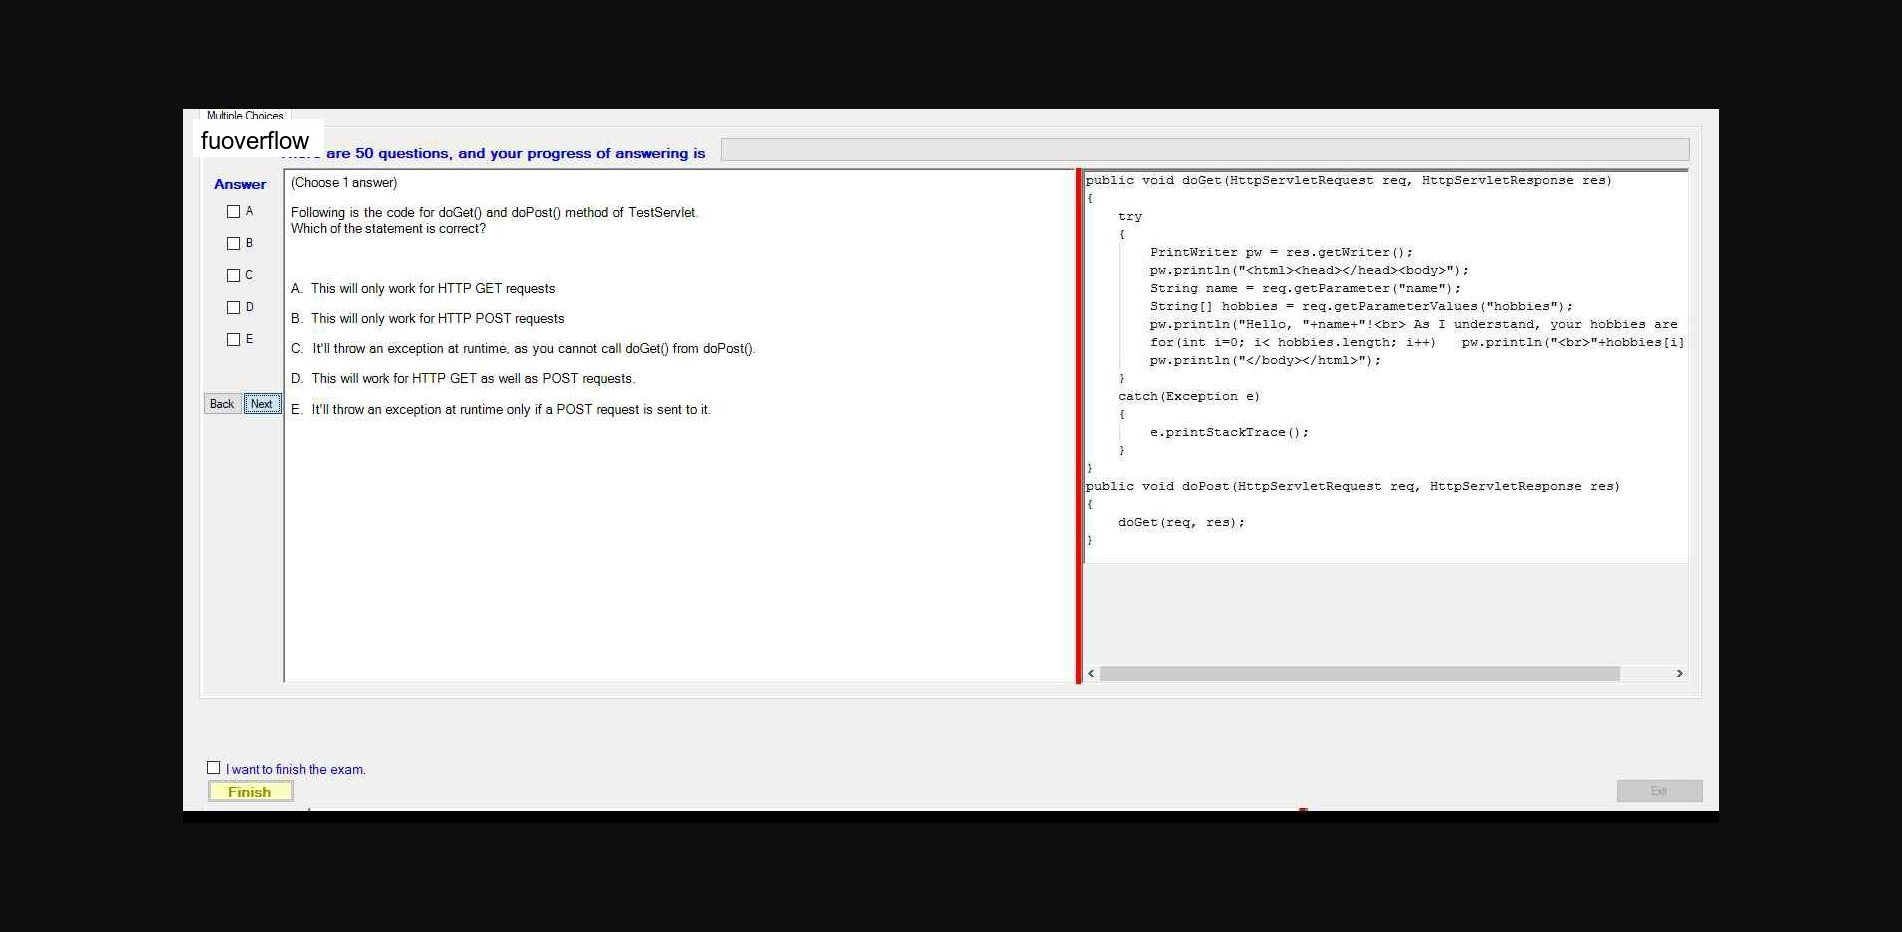 Multiple Choices
fuoverflow
are 50 questions, and your progress of answering is
Answer
A
B
C
D
E
Back Next
(Choose 1 answer)
Following is the code for doGet() and doPost() method of TestServlet.
Which of the statement is correct?
A. This will only work for HTTP GET requests
B. This will only work for HTTP POST requests
C. It'll throw an exception at runtime, as you cannot call doGet() from doPost().
D. This will work for HTTP GET as well as POST requests.
E. It'll throw an exception at runtime only if a POST request is sent to it.
public void doGet(HttpServletRequest req, HttpServletResponse res)
{
try
{
PrintWriter pw = res.getWriter();
pw.println("<html><head></head><body>");
String name = req.getParameter("name");
String[] hobbies = req.getParameterValues("hobbies");
pw.println("Hello, "+name+"!<br> As I understand, your hobbies are
for(int i=0; i< hobbies.length; i++) pw.println("<br>"+hobbies[i]
pw.println("</body></html>");
}
catch(Exception e)
{
e.printStackTrace();
}
}
public void doPost(HttpServletRequest req, HttpServletResponse res)
{
doGet(req, res);
}
I want to finish the exam.
Finish
Exit